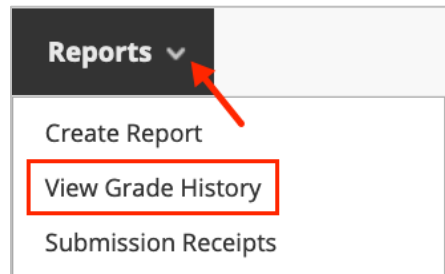 Reports
Create Report
View Grade History
Submission Receipts